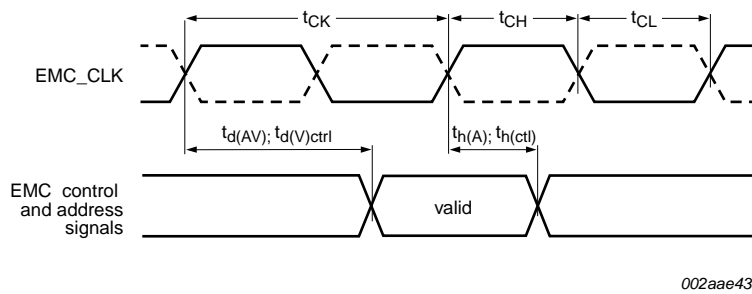 tCK
tCH
tCL
EMC_CLK
td(AV); td(V)ctrl
th(A); th(ctl)
EMC control
and address
signals
valid
002aae43